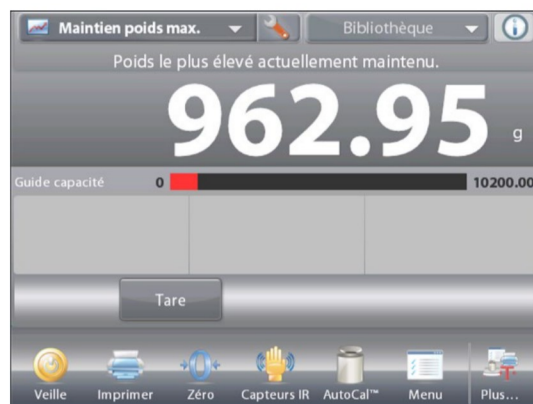 Maintien poids max. Bibliothèque
Poids le plus élevé actuellement maintenu.
962.95 g
Guide capacité 0 10200.00
Tare
Veille Imprimer Zéro Capteurs IR AutoCal™ Menu Plus...